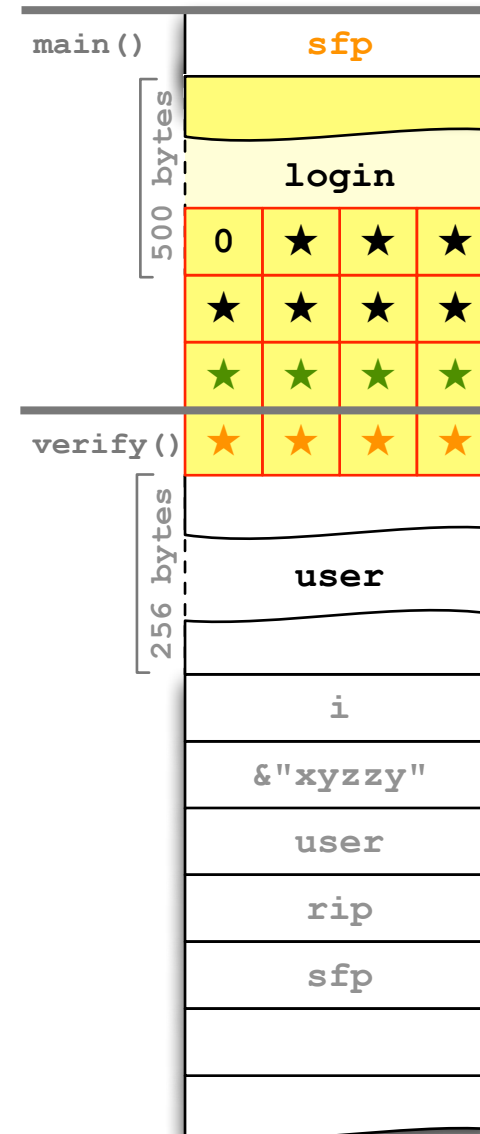 main() sfp
500 bytes
login
0 ★ ★ ★
★ ★ ★ ★
★ ★ ★ ★
verify() ★ ★ ★ ★
256 bytes
user
i
&"xyzzy"
user
rip
sfp